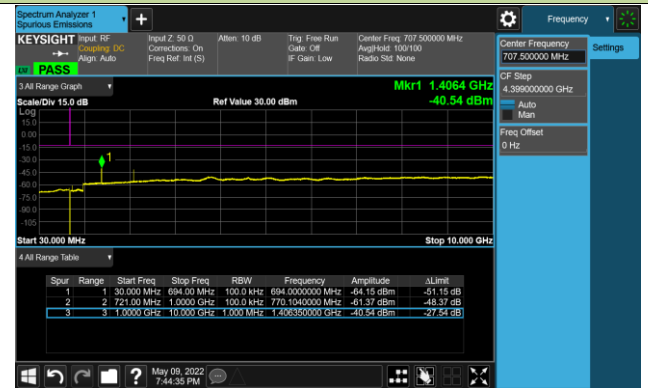 Spectrum Analyzer 1
Spurious Emissions
Frequency
KEYSIGHT
Input: RF
Coupling: DC
Align: Auto
Input Z: 50 Ω
Corrections: On
Freq Ref: Int (S)
Atten: 10 dB
Trig: Free Run
Gate: Off
IF Gain: Low
Center Freq: 707.500000 MHz
Avg|Hold: 100/100
Radio Std: None
PASS
Center Frequency
707.500000 MHz
Settings
CF Step
4.399000000 GHz
Auto
Man
Freq Offset
0 Hz
3 All Range Graph
Mkr1 1.4064 GHz
Scale/Div 15.0 dB
Ref Value 30.00 dBm
-40.54 dBm
Log
15.0
0.00
-15.0
-30.0
-45.0
-60.0
-75.0
-90.0
-105
1
Start 30.000 MHz
Stop 10.000 GHz
4 All Range Table
Spur Range Start Freq Stop Freq RBW Frequency Amplitude ΔLimit
1 1 30.000 MHz 694.00 MHz 100.0 kHz 694.0000000 MHz -64.15 dBm -51.15 dB
2 2 721.00 MHz 1.0000 GHz 100.0 kHz 770.1040000 MHz -61.37 dBm -48.37 dB
3 3 1.0000 GHz 10.000 GHz 1.000 MHz 1.406350000 GHz -40.54 dBm -27.54 dB
?
May 09, 2022
7:44:35 PM